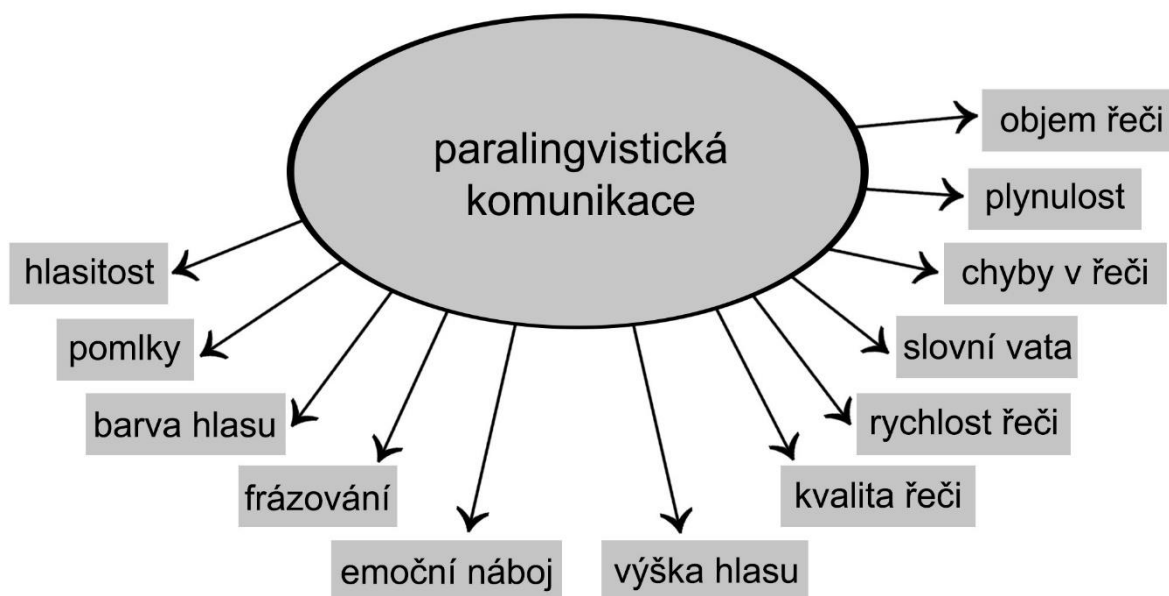 paralingvistická
komunikace
objem řeči
plynulost
chyby v řeči
slovní vata
rychlost řeči
kvalita řeči
výška hlasu
emoční náboj
frázování
barva hlasu
pomlky
hlasitost